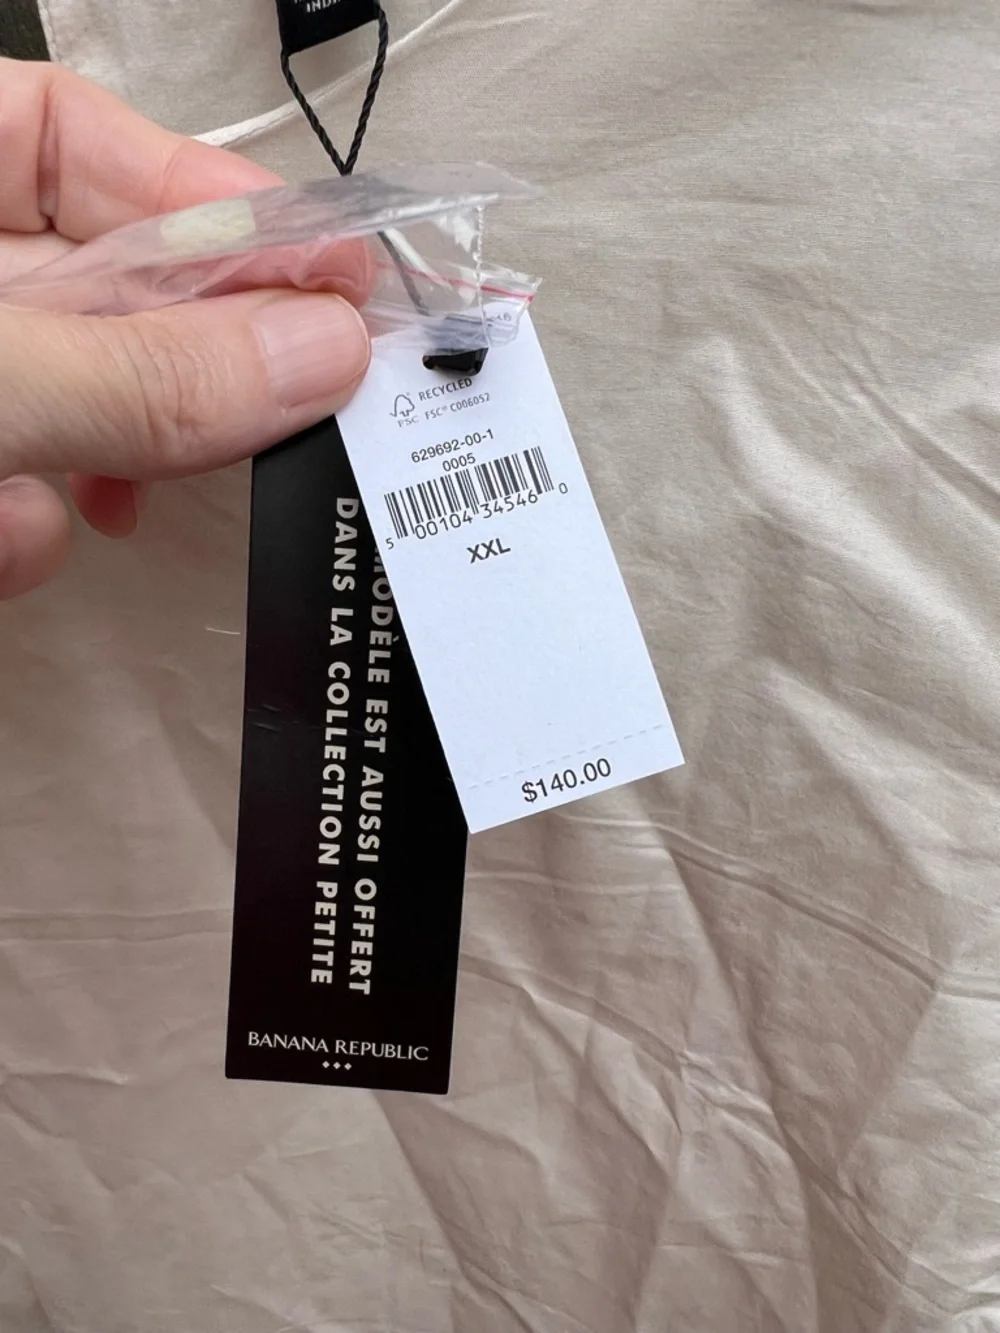 RECYCLED
FSC FSC® C006052
629692-00-1
0005
5 00104 34546 0
XXL
$140.00
MODÈLE EST AUSSI OFFERT
DANS LA COLLECTION PETITE
BANANA REPUBLIC